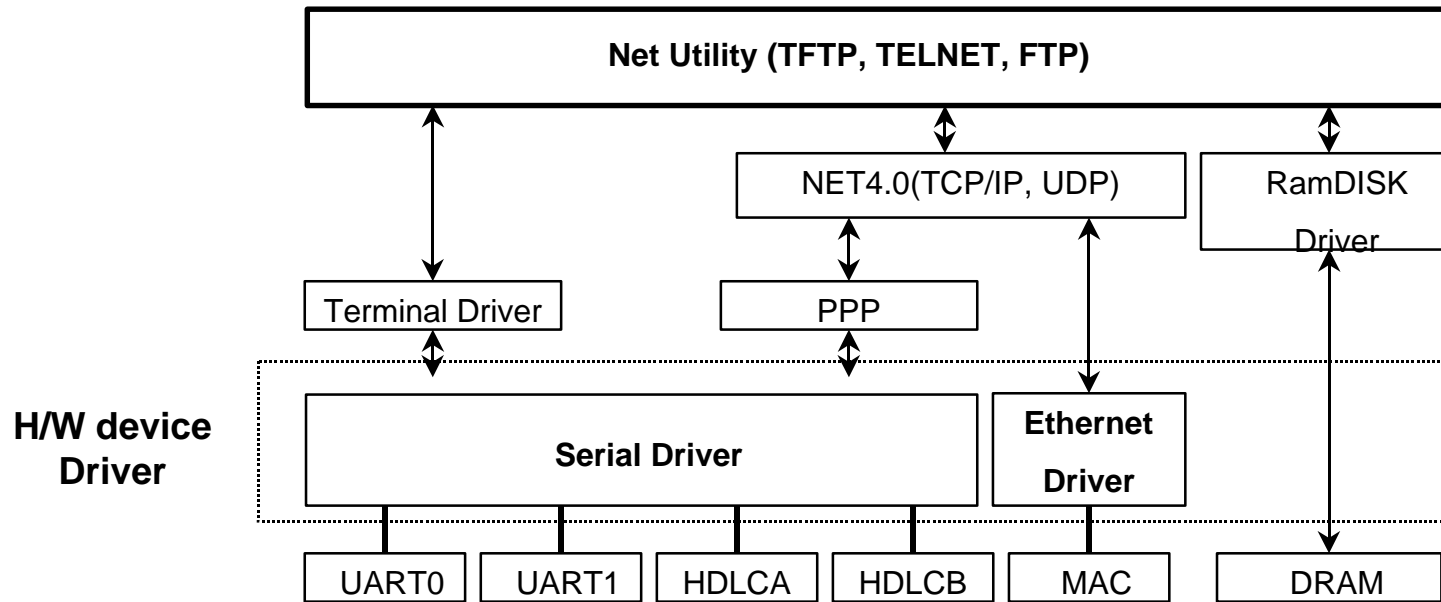 Net Utility (TFTP, TELNET, FTP)
NET4.0(TCP/IP, UDP)
RamDISK
Driver
Terminal Driver
PPP
H/W device
Driver
Serial Driver
Ethernet
Driver
UART0
UART1
HDLCA
HDLCB
MAC
DRAM